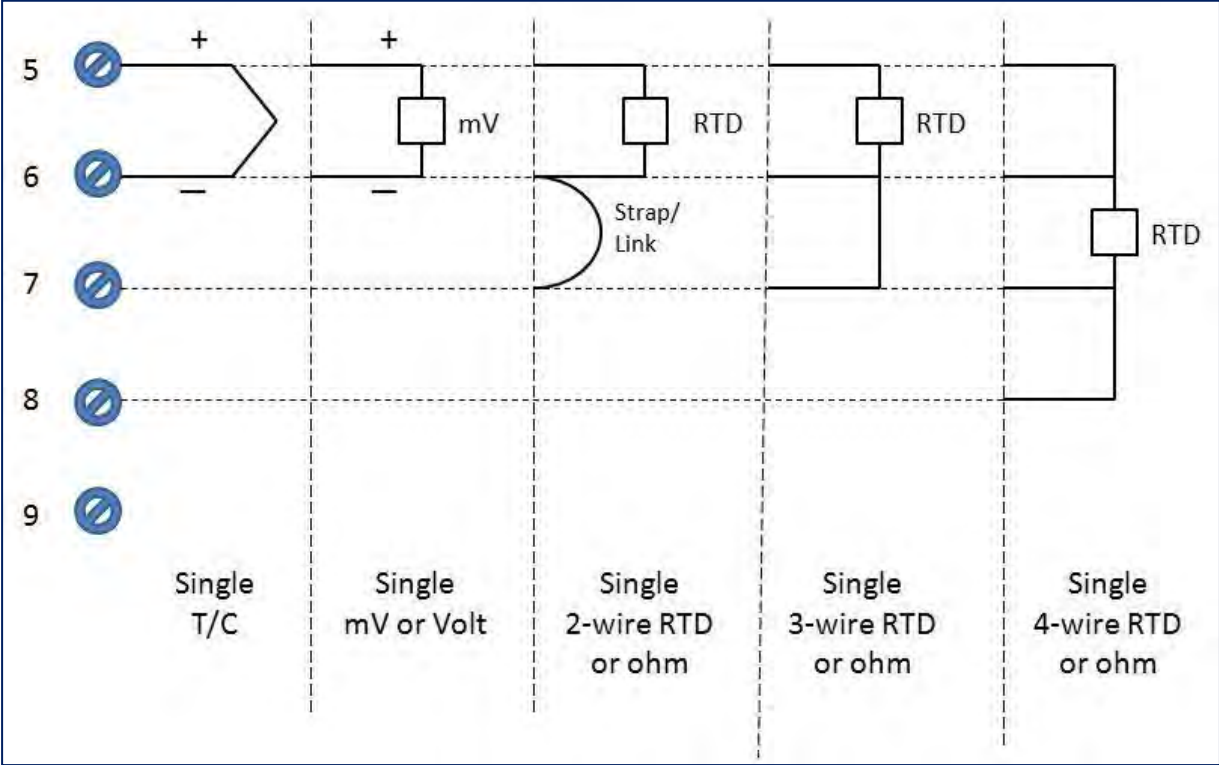 + +
5
mV RTD RTD
6
– –
Strap/
Link
RTD
7
8
9
Single Single Single Single Single
T/C mV or Volt 2-wire RTD 3-wire RTD 4-wire RTD
or ohm or ohm or ohm